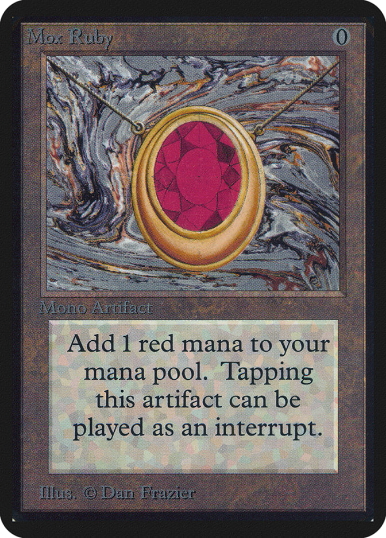 Mox Ruby 0
Mono Artifact
Add 1 red mana to your
mana pool. Tapping
this artifact can be
played as an interrupt.
Illus. © Dan Frazier